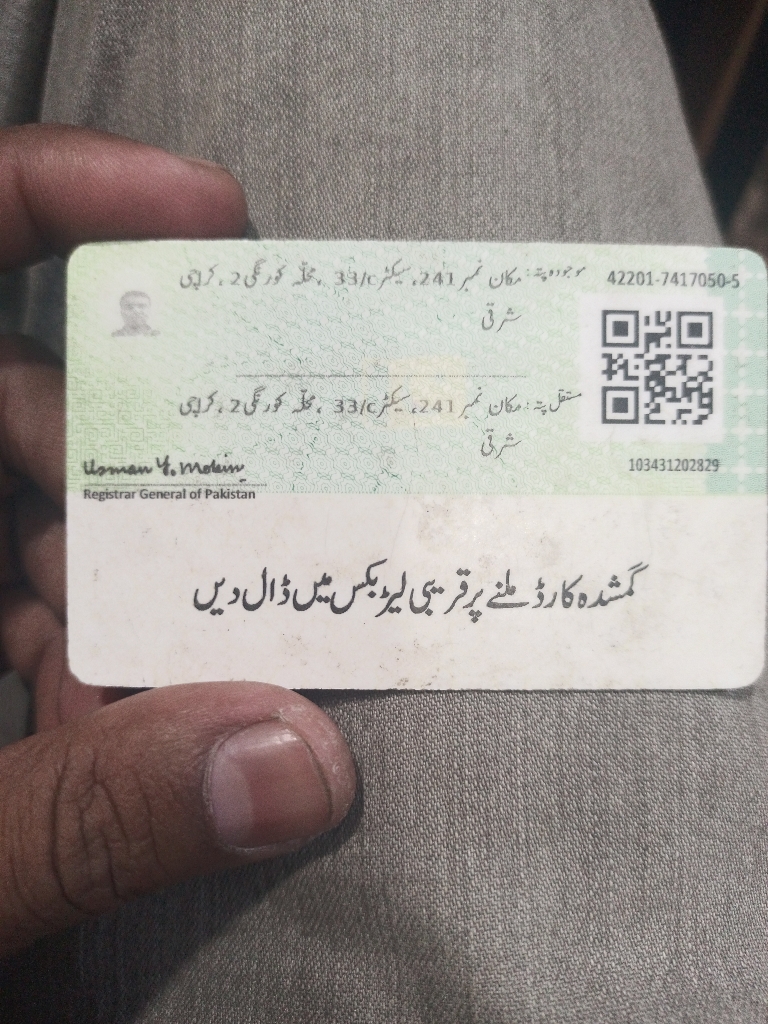 موجودہ پتہ: مکان نمبر 241، سیکٹر 33/c ، محلہ کورنگی 2 ، کراچی
شرقی
42201-7417050-5
مستقل پتہ: مکان نمبر 241، سیکٹر 33/c ، محلہ کورنگی 2 ، کراچی
شرقی
103431202829
Usman Y. Mobin
Registrar General of Pakistan
گمشدہ کارڈ ملنے پر قریبی لیٹر بکس میں ڈال دیں